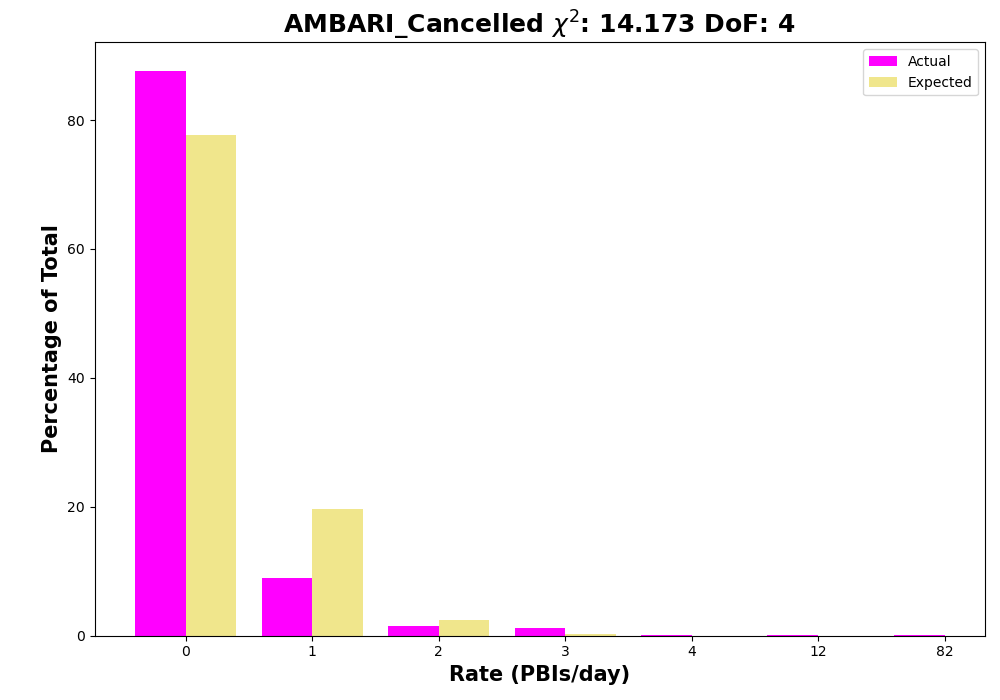 AMBARI_Cancelled χ²: 14.173 DoF: 4
Actual
Expected
80
60
40
20
0
Percentage of Total
0 1 2 3 4 12 82
Rate (PBIs/day)